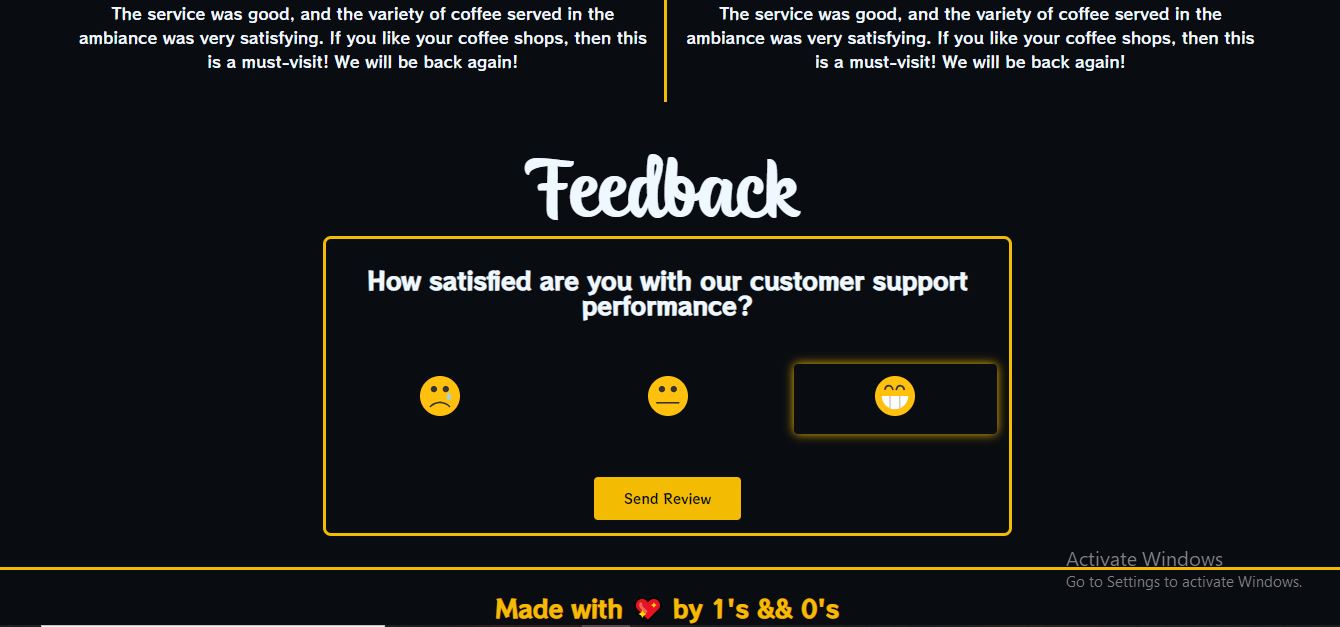 The service was good, and the variety of coffee served in the
ambiance was very satisfying. If you like your coffee shops, then this
is a must-visit! We will be back again!
The service was good, and the variety of coffee served in the
ambiance was very satisfying. If you like your coffee shops, then this
is a must-visit! We will be back again!
Feedback
How satisfied are you with our customer support
performance?
Send Review
Activate Windows
Go to Settings to activate Windows.
Made with 💖 by 1's && 0's